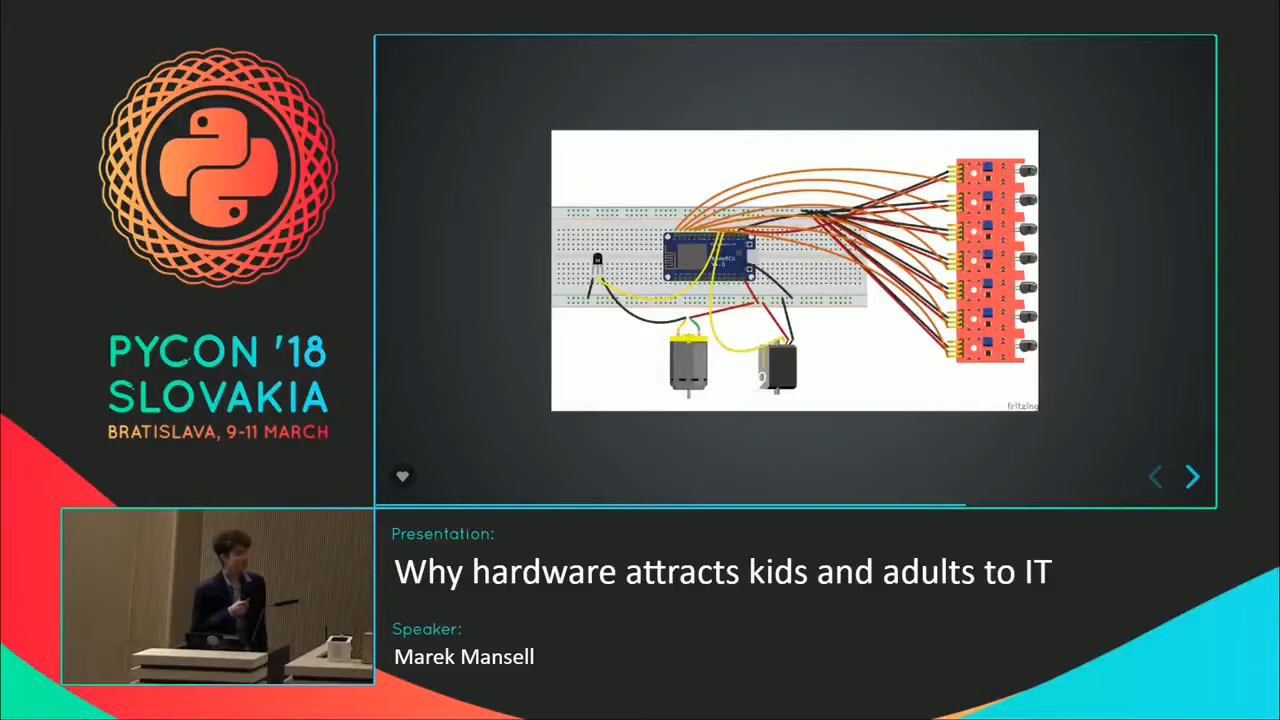 PYCON '18
SLOVAKIA
BRATISLAVA, 9-11 MARCH
fritzing
Presentation:
Why hardware attracts kids and adults to IT
Speaker:
Marek Mansell